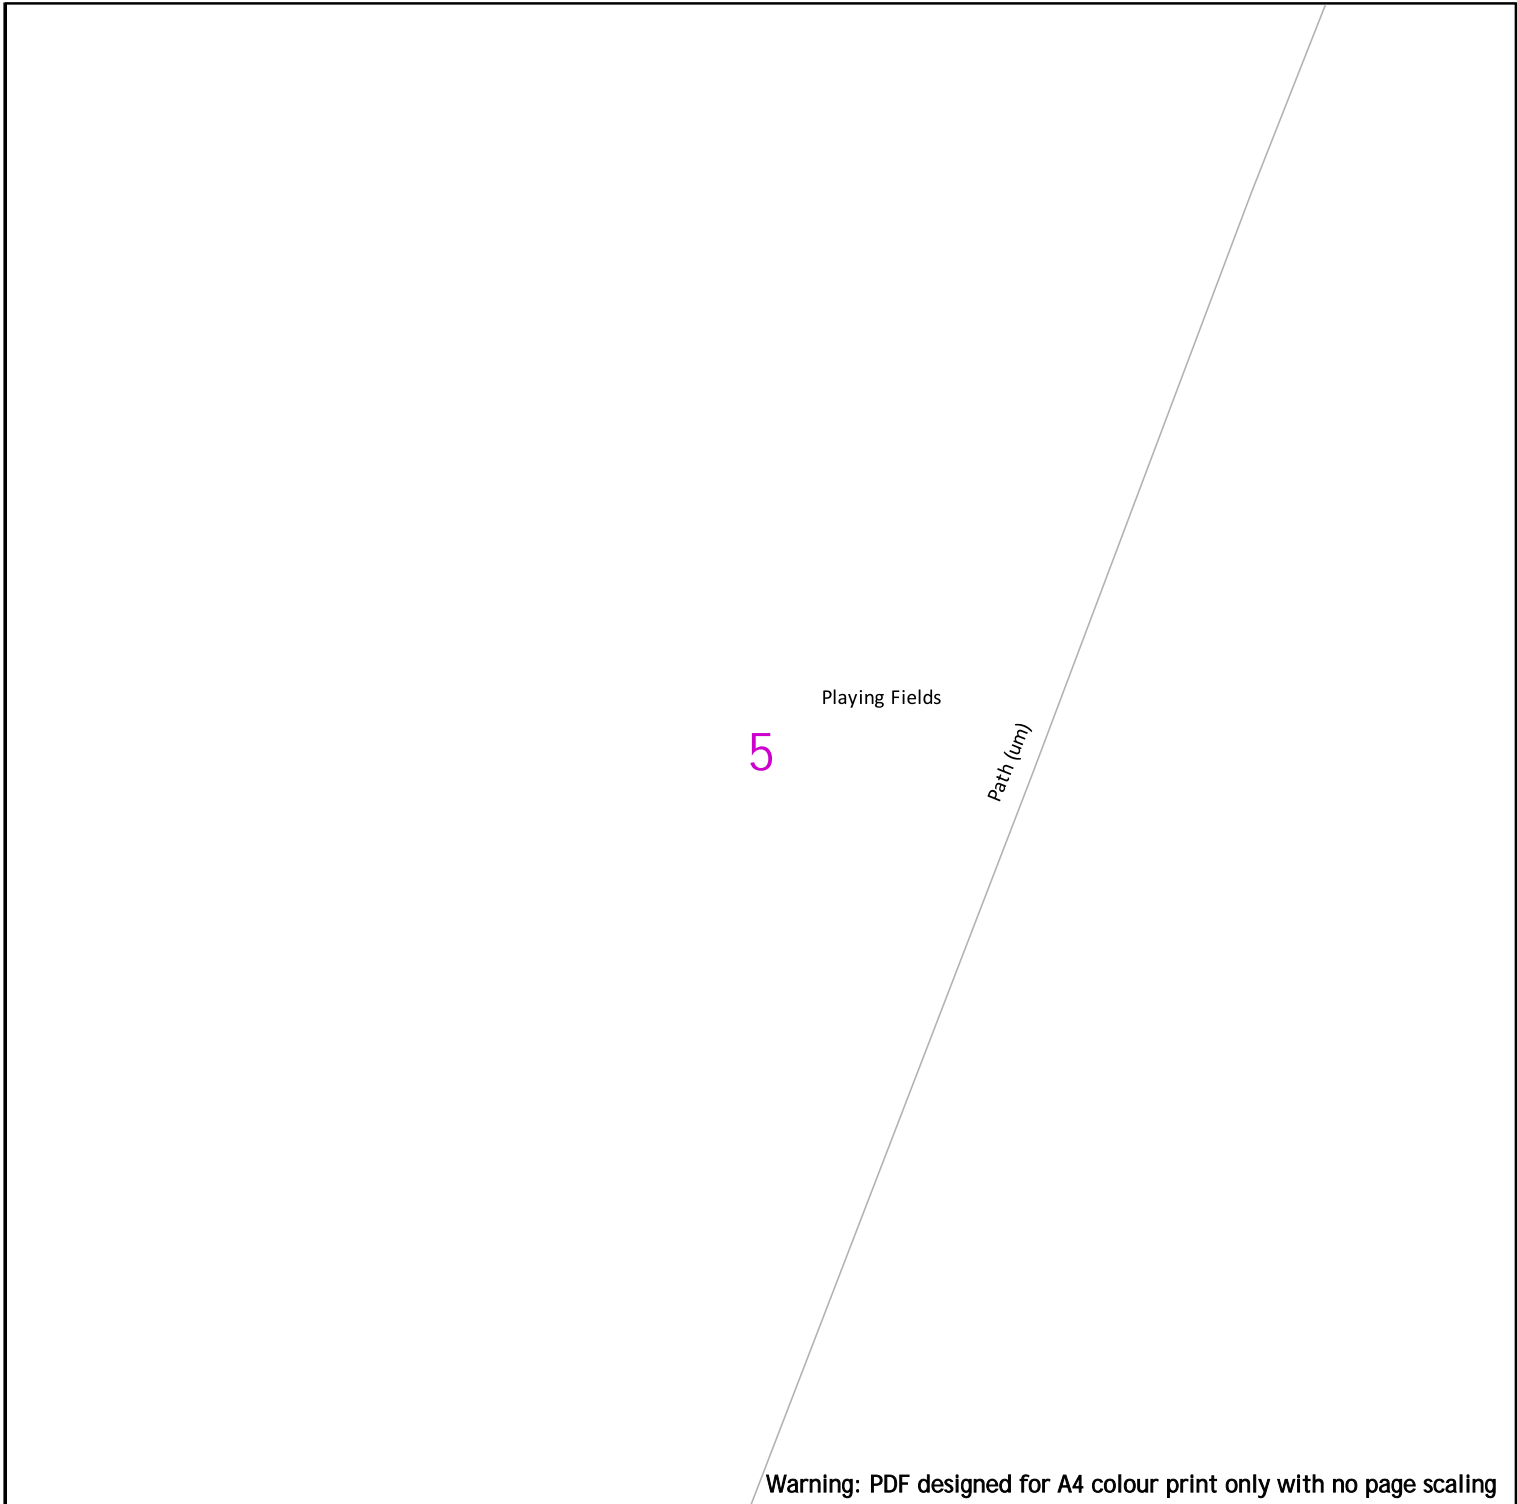 Playing Fields
5
Path (um)
Warning: PDF designed for A4 colour print only with no page scaling